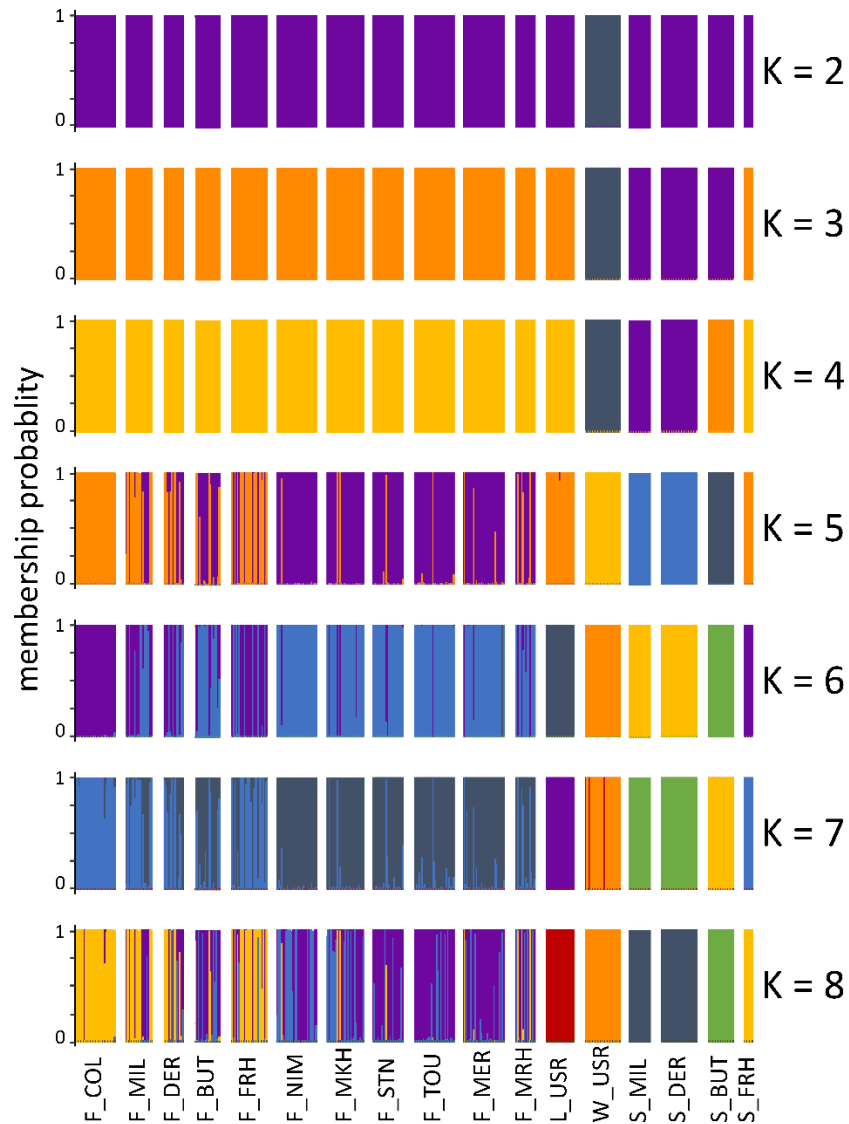 1
0
K = 2
1
0
K = 3
1
0
K = 4
membership probablity
1
0
K = 5
1
0
K = 6
1
0
K = 7
1
0
K = 8
F_COL
F_MIL
F_DER
F_BUT
F_FRH
F_NIM
F_MKH
F_STN
F_TOU
F_MER
F_MRH
L_USR
W_USR
S_MIL
S_DER
S_BUT
S_FRH